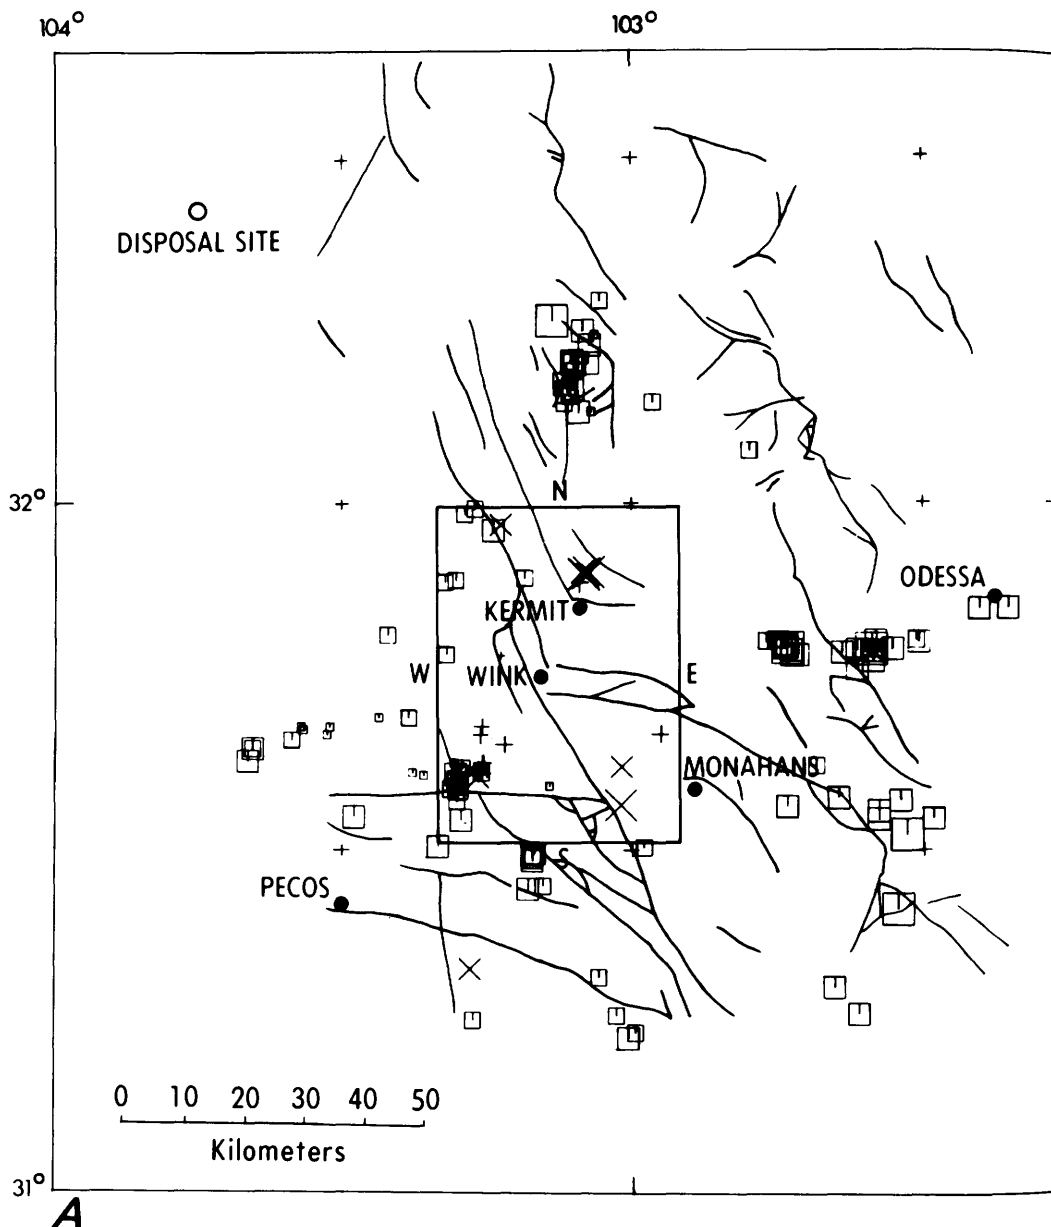 104°
103°
DISPOSAL SITE
N
32°
ODESSA
KERMIT
W
WINK
E
MONAHANS
S
PECOS
0 10 20 30 40 50
Kilometers
31°
A